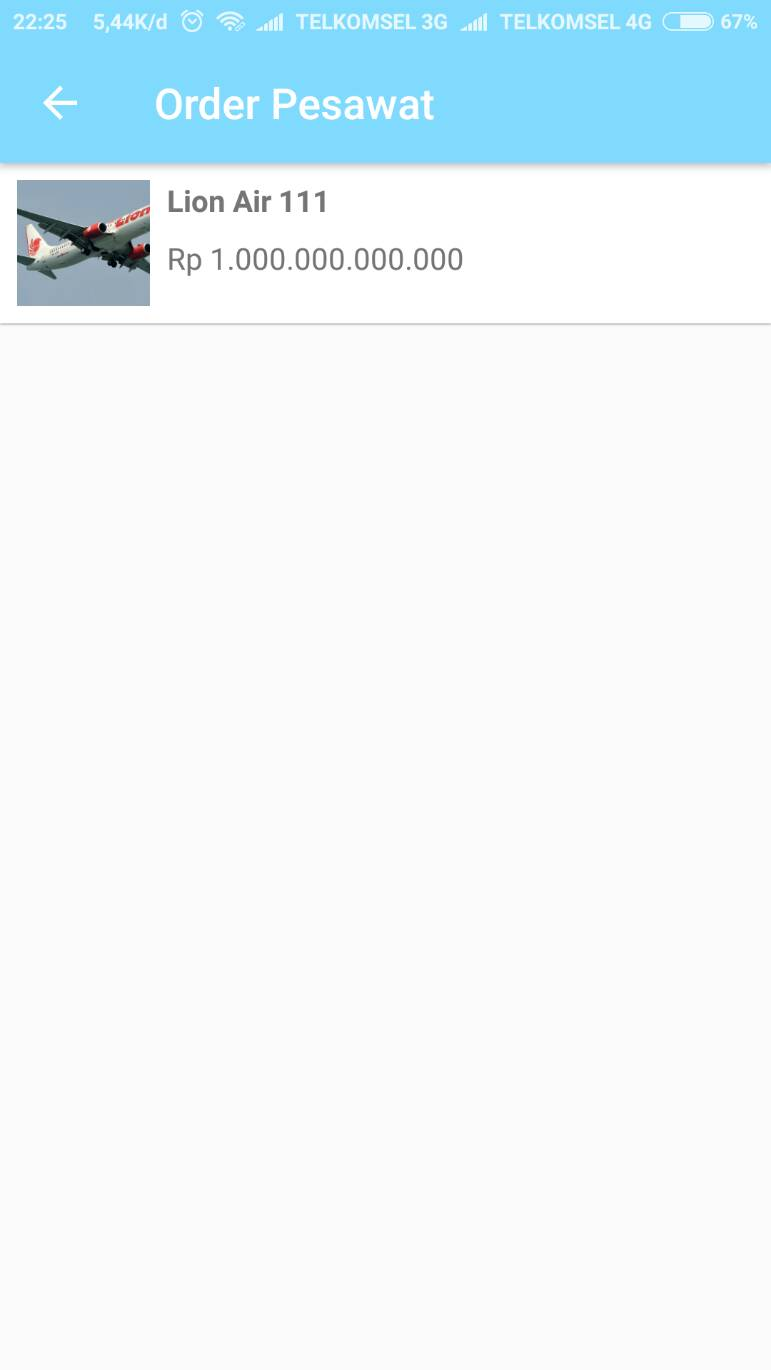 22:25 5,44K/d TELKOMSEL 3G TELKOMSEL 4G 67%
Order Pesawat
Lion
Lion Air 111
Rp 1.000.000.000.000